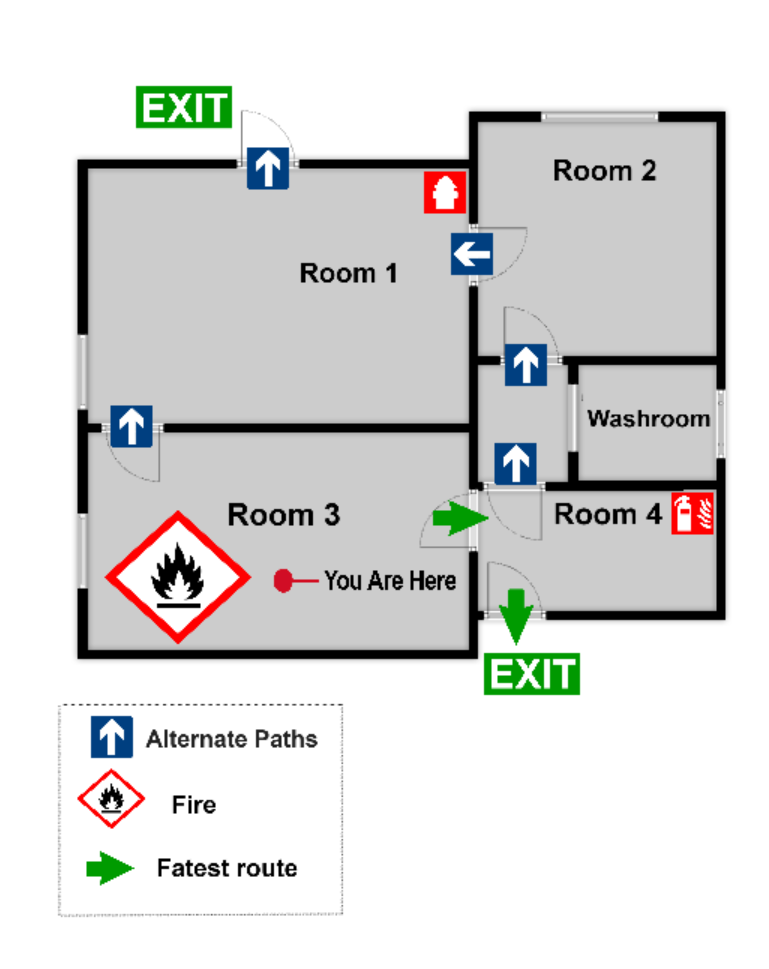 EXIT
Room 2
Room 1
Washroom
Room 3
Room 4
You Are Here
EXIT
Alternate Paths
Fire
Fatest route